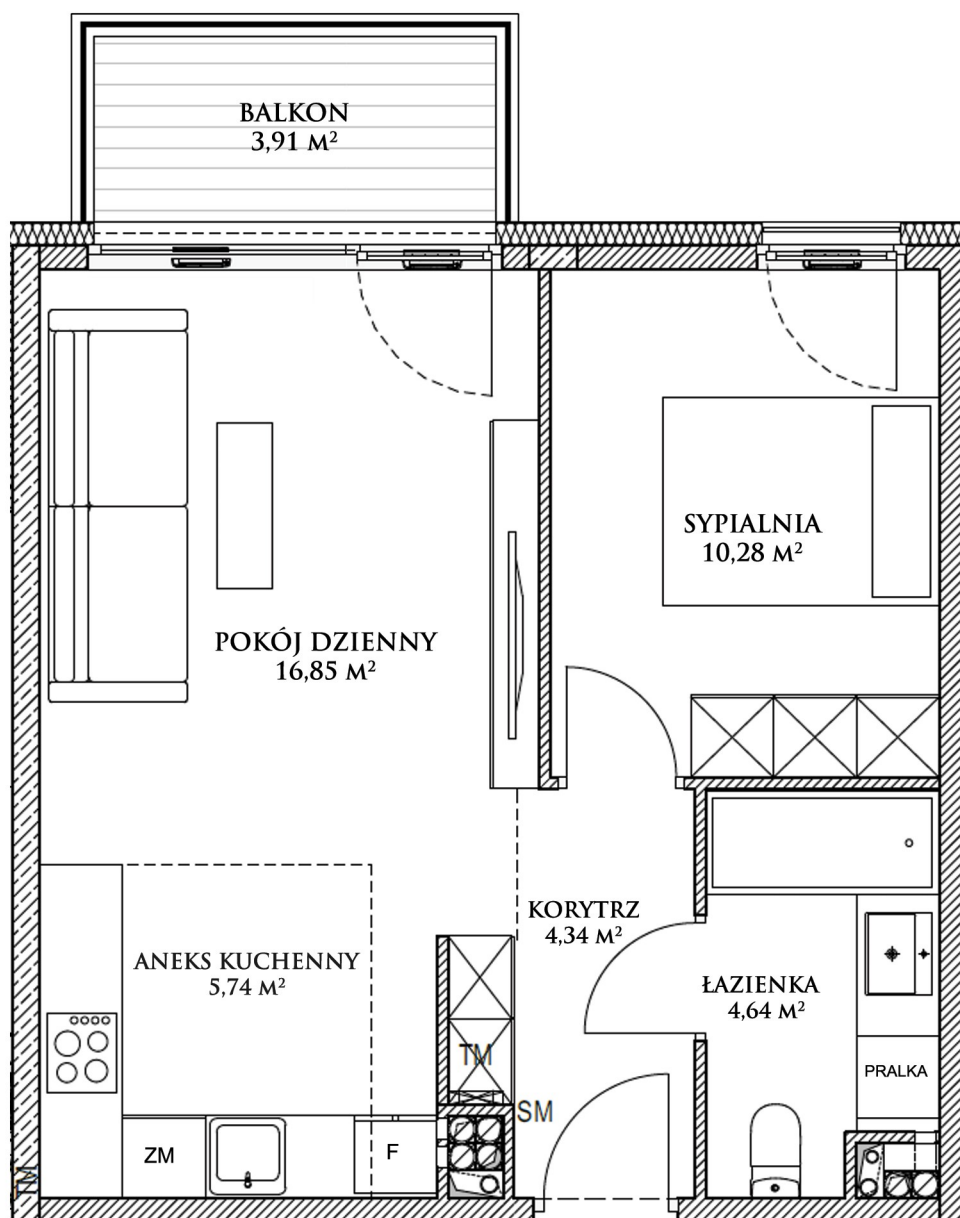 BALKON
3,91 M²
SYPIALNIA
10,28 M²
POKÓJ DZIENNY
16,85 M²
KORYTRZ
4,34 M²
ANEKS KUCHENNY
5,74 M²
ŁAZIENKA
4,64 M²
TM
PRALKA
SM
ZM
F
TM